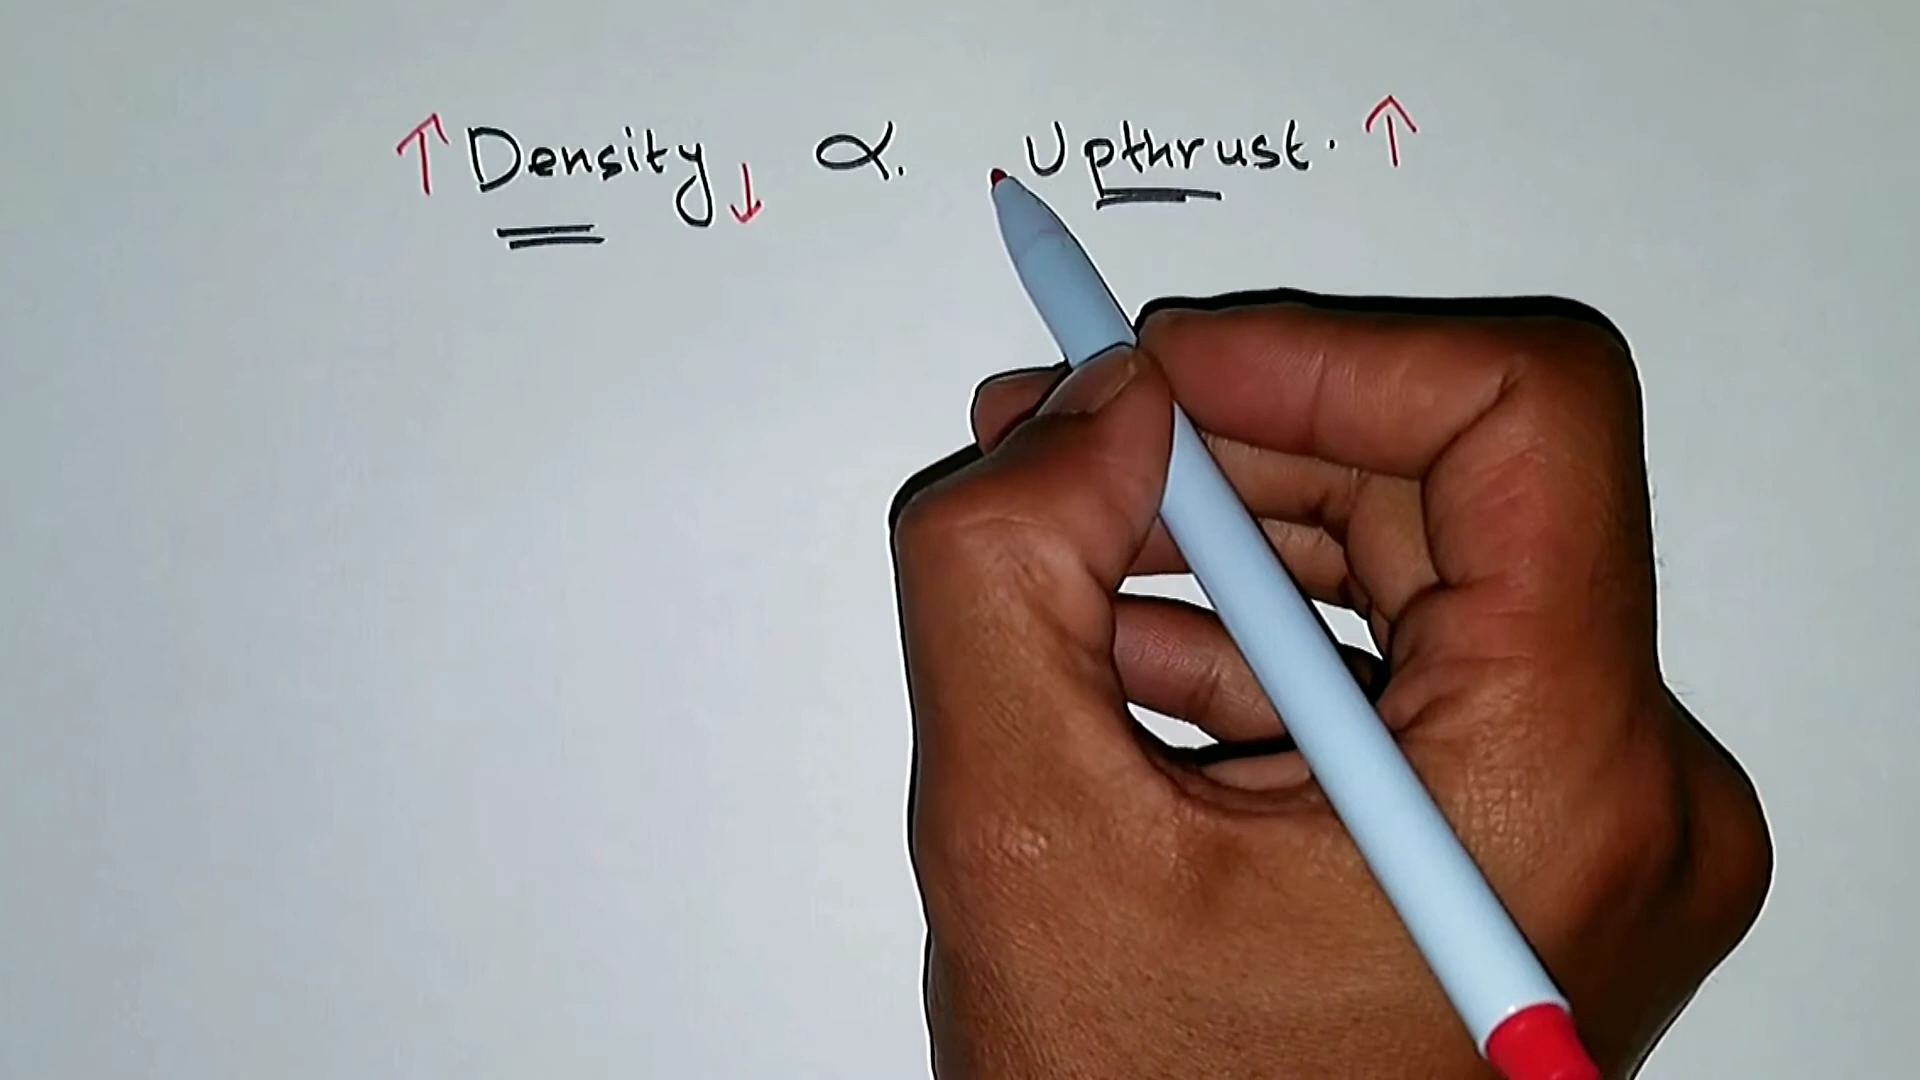 ↑ Density ↓ ∝. Upthrust. ↑